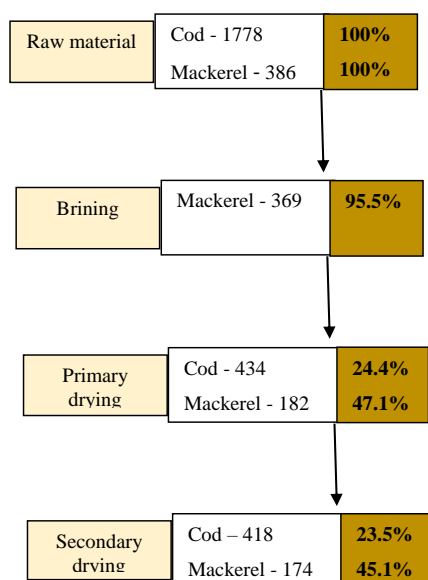 Raw material
Cod - 1778 100%
Mackerel - 386 100%
Brining
Mackerel - 369 95.5%
Primary
drying
Cod - 434 24.4%
Mackerel - 182 47.1%
Secondary
drying
Cod – 418 23.5%
Mackerel - 174 45.1%